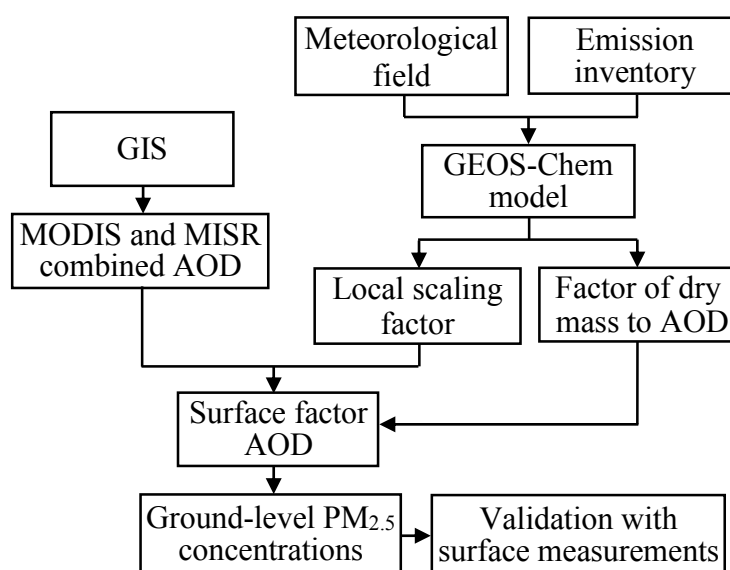 Meteorological
field
Emission
inventory
GIS
GEOS-Chem
model
MODIS and MISR
combined AOD
Local scaling
factor
Factor of dry
mass to AOD
Surface factor
AOD
Ground-level PM2.5
concentrations
Validation with
surface measurements